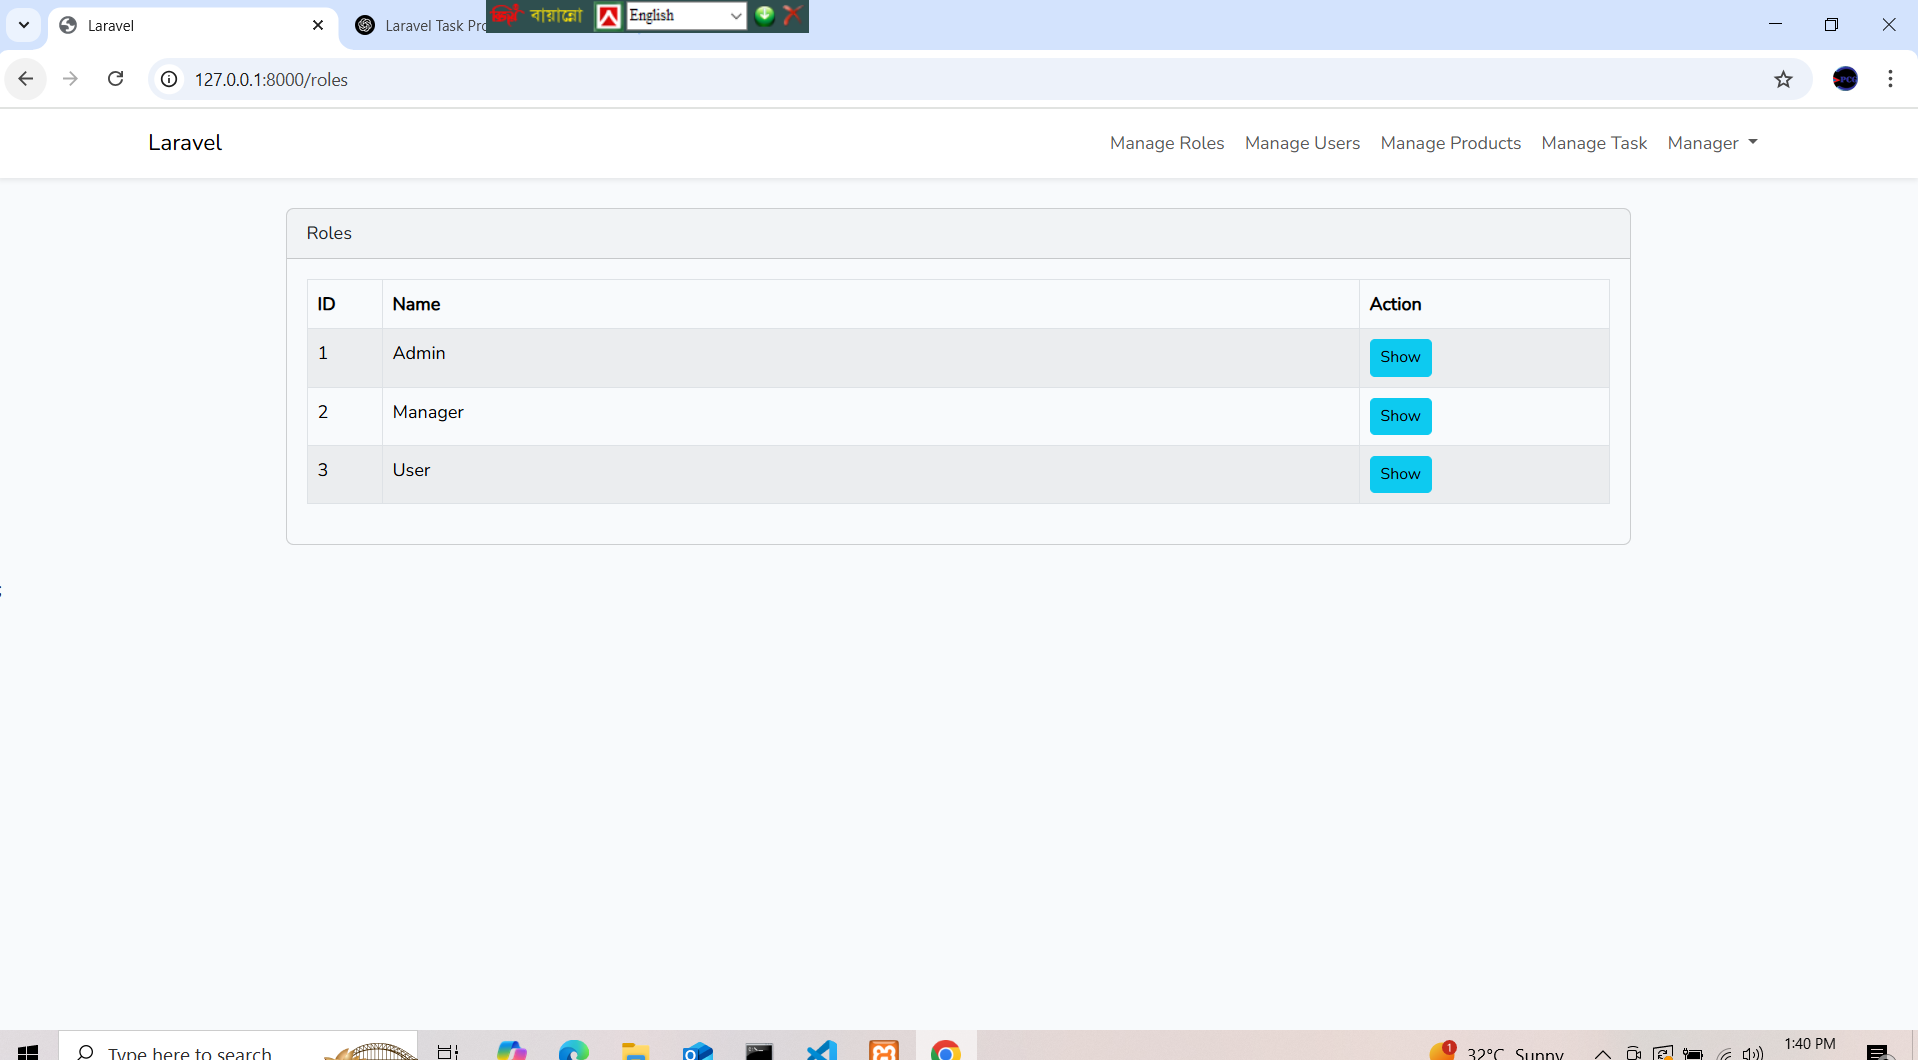 Laravel
Laravel Task Pro
বায়ান্নো
English
127.0.0.1:8000/roles
Laravel
Manage Roles
Manage Users
Manage Products
Manage Task
Manager
Roles
ID
Name
Action
1
Admin
Show
2
Manager
Show
3
User
Show
Type here to search
1
32°C Sunny
1:40 PM